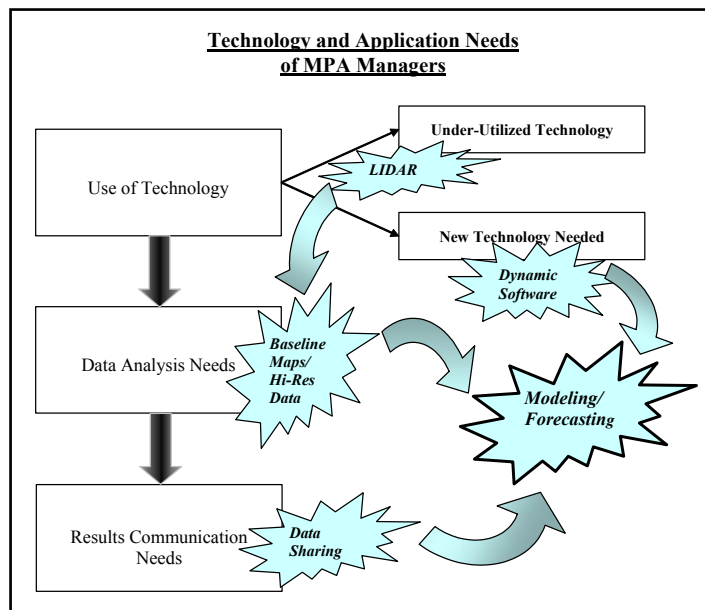 Technology and Application Needs
of MPA Managers
Under-Utilized Technology
LIDAR
Use of Technology
New Technology Needed
Dynamic
Software
Baseline
Maps/
Hi-Res
Data
Data Analysis Needs
Modeling/
Forecasting
Results Communication
Needs
Data
Sharing